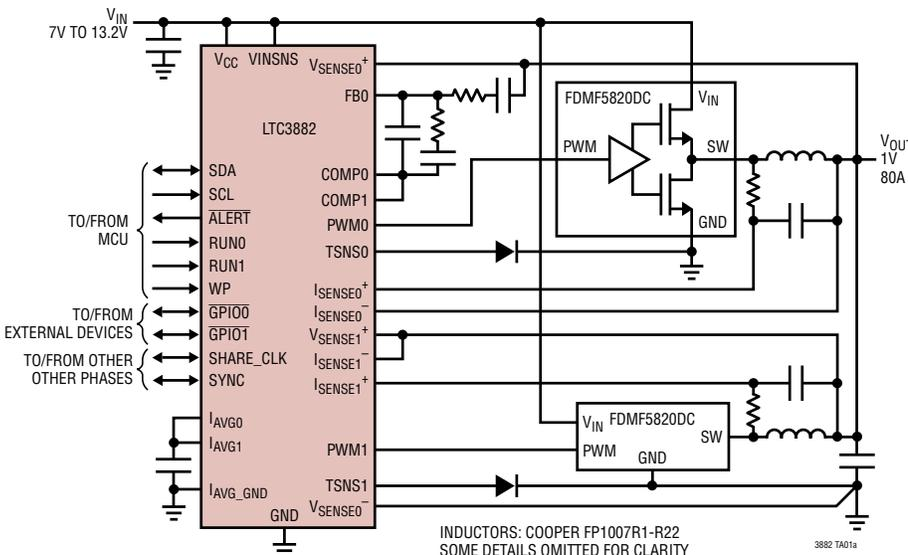 VIN
7V TO 13.2V
VCC
VINSNS
VSENSE0+
FB0
LTC3882
COMP0
COMP1
PWM0
TSNS0
ISENSE0+
ISENSE0–
VSENSE1+
ISENSE1–
ISENSE1+
PWM1
TSNS1
VSENSE0–
SDA
SCL
ALERT
RUN0
RUN1
WP
GPIO0
GPIO1
SHARE_CLK
SYNC
IAVG0
IAVG1
IAVG_GND
GND
TO/FROM
MCU
TO/FROM
EXTERNAL DEVICES
TO/FROM OTHER
OTHER PHASES
FDMF5820DC
VIN
PWM
SW
GND
VOUT
1V
80A
VIN
FDMF5820DC
SW
PWM
GND
INDUCTORS: COOPER FP1007R1-R22
SOME DETAILS OMITTED FOR CLARITY
3882 TA01a